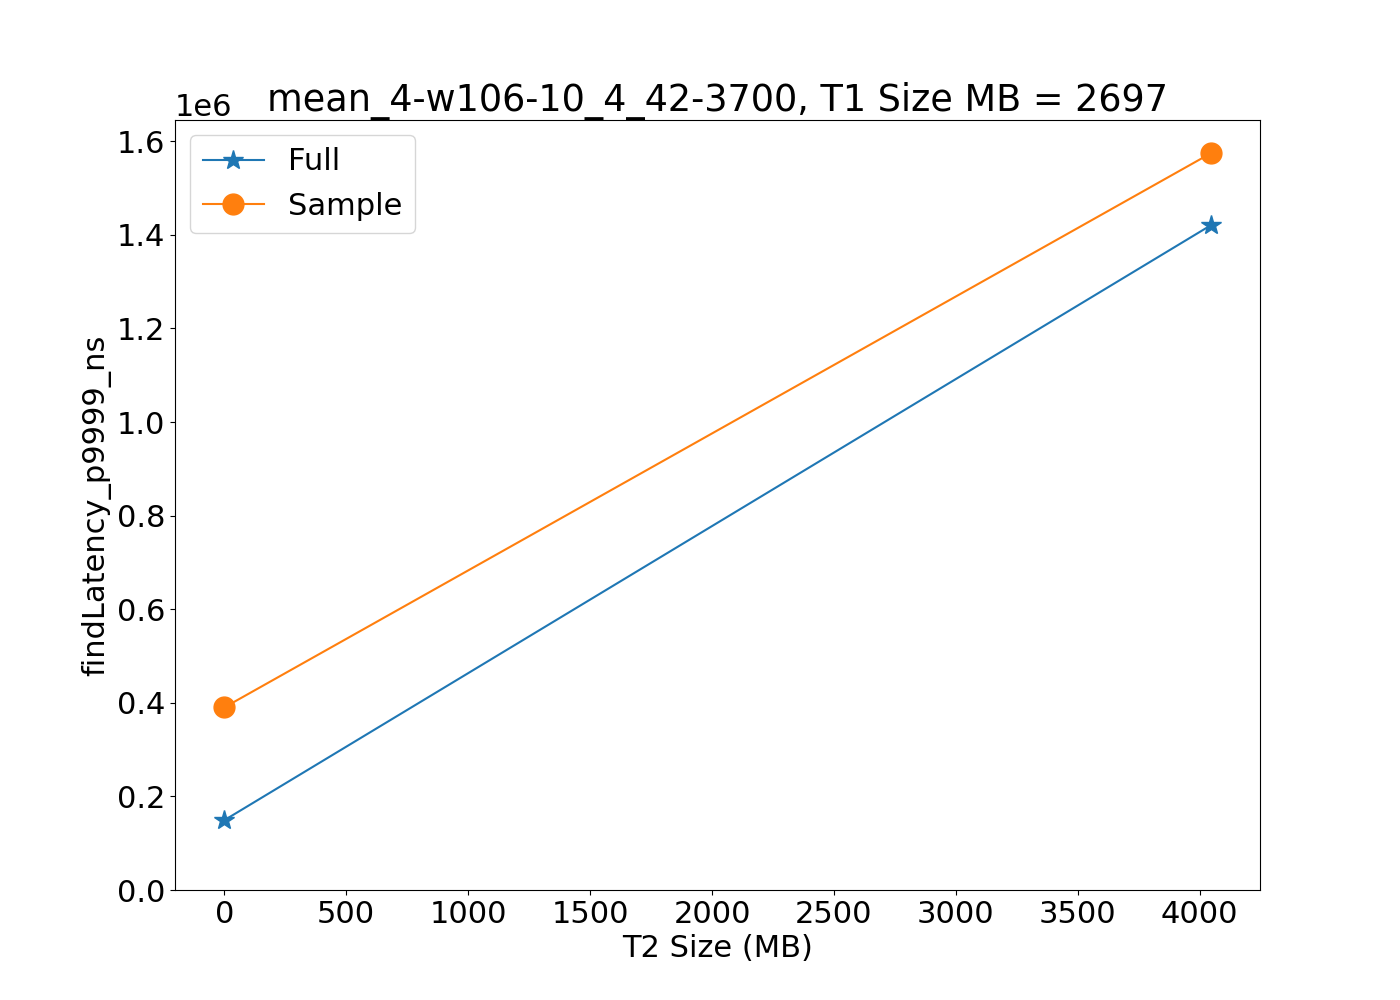 mean_4-w106-10_4_42-3700, T1 Size MB = 2697
1e6
Full
Sample
1.6
1.4
1.2
1.0
0.8
0.6
0.4
0.2
0.0
findLatency_p9999_ns
0 500 1000 1500 2000 2500 3000 3500 4000
T2 Size (MB)